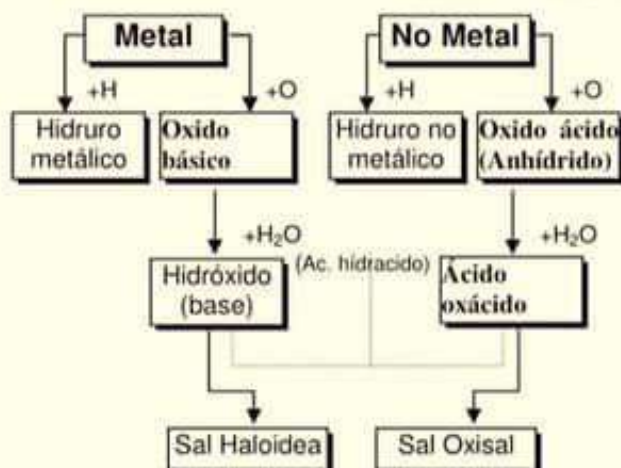 Metal
No Metal
+H
+O
+H
+O
Hidruro
metálico
Oxido
básico
Hidruro no
metálico
Oxido ácido
(Anhídrido)
+H₂O
+H₂O
Hidróxido
(base)
(Ac. hídracido)
Ácido
oxácido
Sal Haloidea
Sal Oxisal